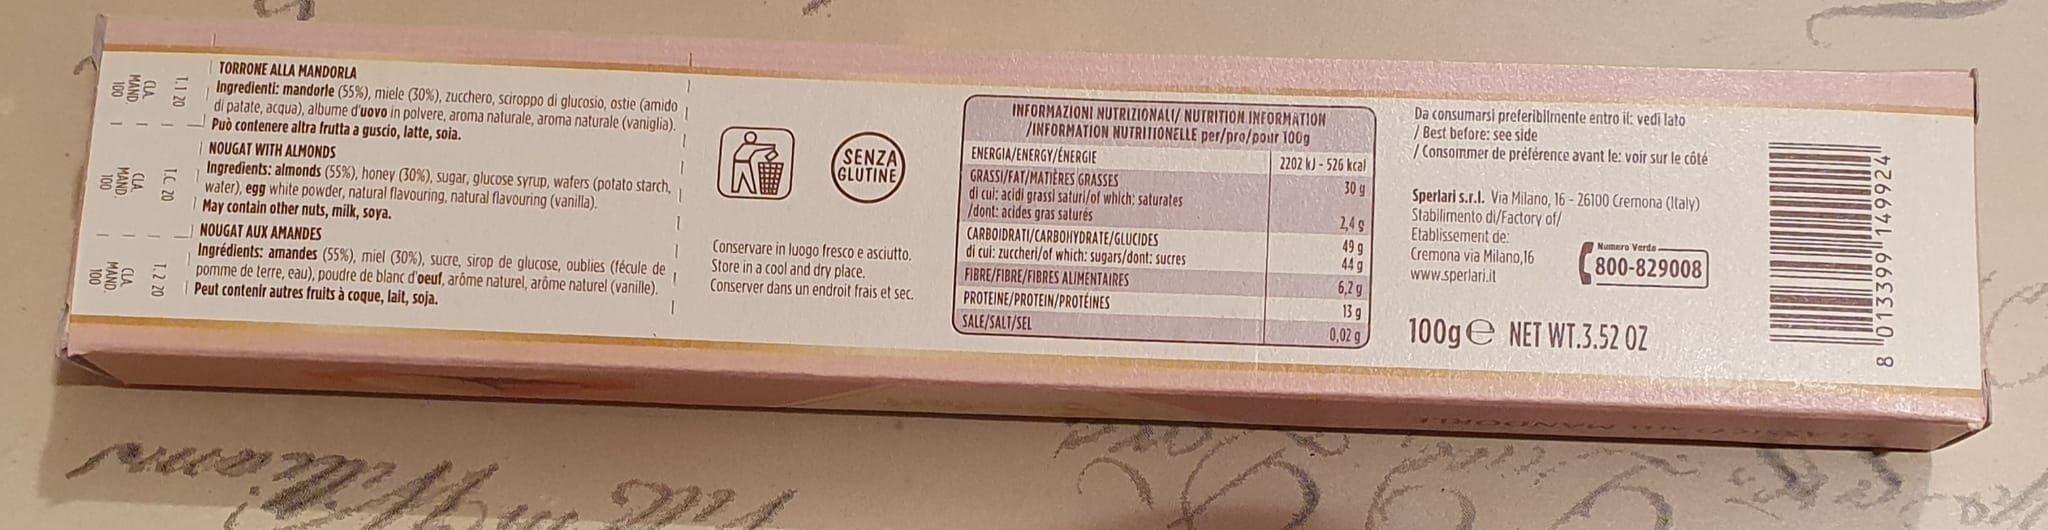 TORRONE ALLA MANDORLA
Ingredienti: mandorle (55%), miele (30%), zucchero, sciroppo di glucosio, ostie (amido
di patate, acqua), albume d'uovo in polvere, aroma naturale, aroma naturale (vaniglia).
Può contenere altra frutta a guscio, latte, soia.
NOUGAT WITH ALMONDS
Ingredients: almonds (55%), honey (30%), sugar, glucose syrup, wafers (potato starch,
water), egg white powder, natural flavouring, natural flavouring (vanilla).
May contain other nuts, milk, soya.
NOUGAT AUX AMANDES
Ingrédients: amandes (55%), miel (30%), sucre, sirop de glucose, oublies (fécule de
pomme de terre, eau), poudre de blanc d'oeuf, arôme naturel, arôme naturel (vanille).
Peut contenir autres fruits à coque, lait, soja.
T.1 20
CLA.
MAND.
100
T.C. 20
CLA.
MAND.
100
T.2 20
CLA.
MAND.
100
SENZA
GLUTINE
Conservare in luogo fresco e asciutto.
Store in a cool and dry place.
Conserver dans un endroit frais et sec.
INFORMAZIONI NUTRIZIONALI/ NUTRITION INFORMATION
/INFORMATION NUTRITIONELLE per/pro/pour 100g
ENERGIA/ENERGY/ÉNERGIE 2202 kJ - 526 kcal
GRASSI/FAT/MATIÈRES GRASSES 30 g
di cui: acidi grassi saturi/of which: saturates
/dont: acides gras saturés 2,4 g
CARBOIDRATI/CARBOHYDRATE/GLUCIDES 49 g
di cui: zuccheri/of which: sugars/dont: sucres 44 g
FIBRE/FIBRE/FIBRES ALIMENTAIRES 6,2 g
PROTEINE/PROTEIN/PROTÉINES 13 g
SALE/SALT/SEL 0,02 g
Da consumarsi preferibilmente entro il: vedi lato
/ Best before: see side
/ Consommer de préférence avant le: voir sur le côté
Sperlari s.r.l. Via Milano, 16 - 26100 Cremona (Italy)
Stabilimento di/Factory of/
Etablissement de:
Cremona via Milano,16
www.sperlari.it
Numero Verde
800-829008
100g e NET WT.3.52 OZ
8 013399 149924